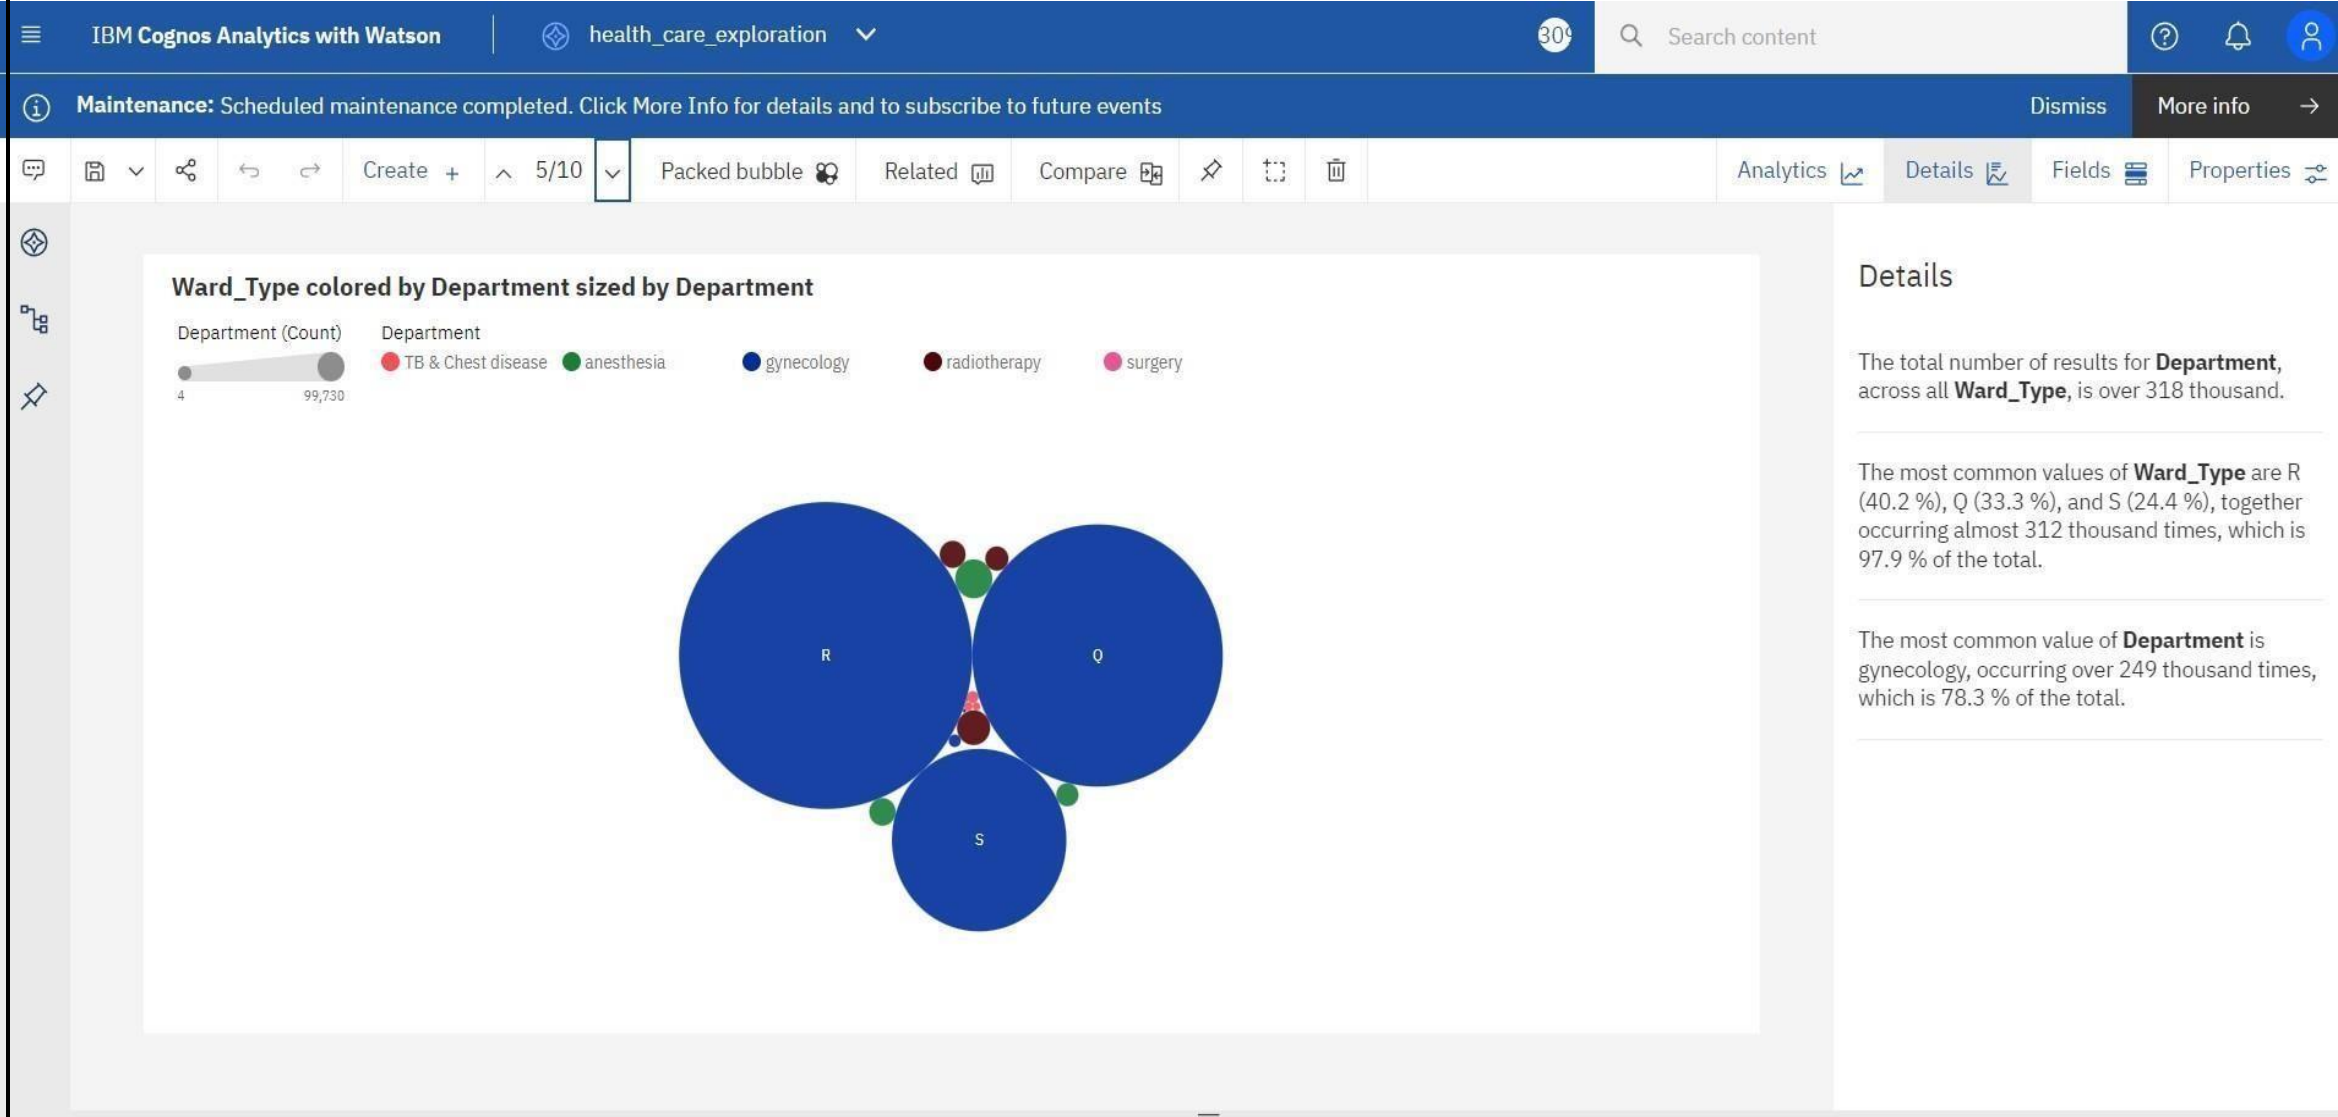 IBM Cognos Analytics with Watson
health_care_exploration
Search content
Maintenance: Scheduled maintenance completed. Click More Info for details and to subscribe to future events
Dismiss
More info
Create
5/10
Packed bubble
Related
Compare
Analytics
Details
Fields
Properties
Ward_Type colored by Department sized by Department
Department (Count)
4
99,730
Department
TB & Chest disease
anesthesia
gynecology
radiotherapy
surgery
R
Q
S
Details
The total number of results for Department,
across all Ward_Type, is over 318 thousand.
The most common values of Ward_Type are R
(40.2 %), Q (33.3 %), and S (24.4 %), together
occurring almost 312 thousand times, which is
97.9 % of the total.
The most common value of Department is
gynecology, occurring over 249 thousand times,
which is 78.3 % of the total.